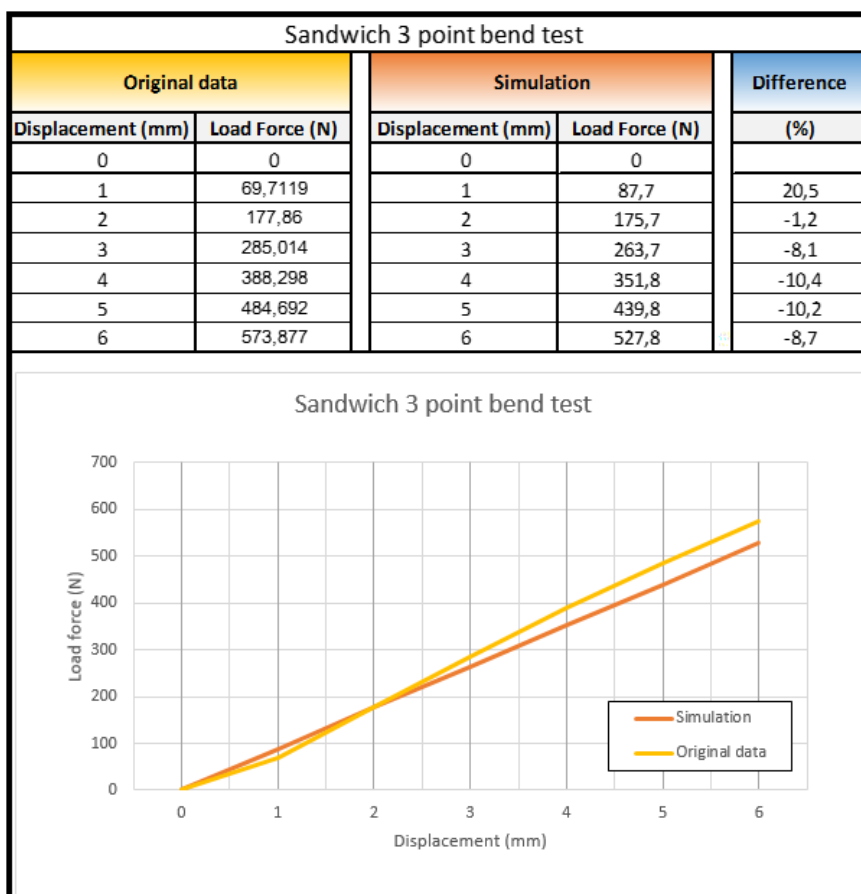 Sandwich 3 point bend test
Original data Simulation Difference
Displacement (mm) Load Force (N) Displacement (mm) Load Force (N) (%)
0 0 0 0
1 69,7119 1 87,7 20,5
2 177,86 2 175,7 -1,2
3 285,014 3 263,7 -8,1
4 388,298 4 351,8 -10,4
5 484,692 5 439,8 -10,2
6 573,877 6 527,8 -8,7
Sandwich 3 point bend test
700
600
500
400
300
200
100
0
Load force (N)
Simulation
Original data
0 1 2 3 4 5 6
Displacement (mm)